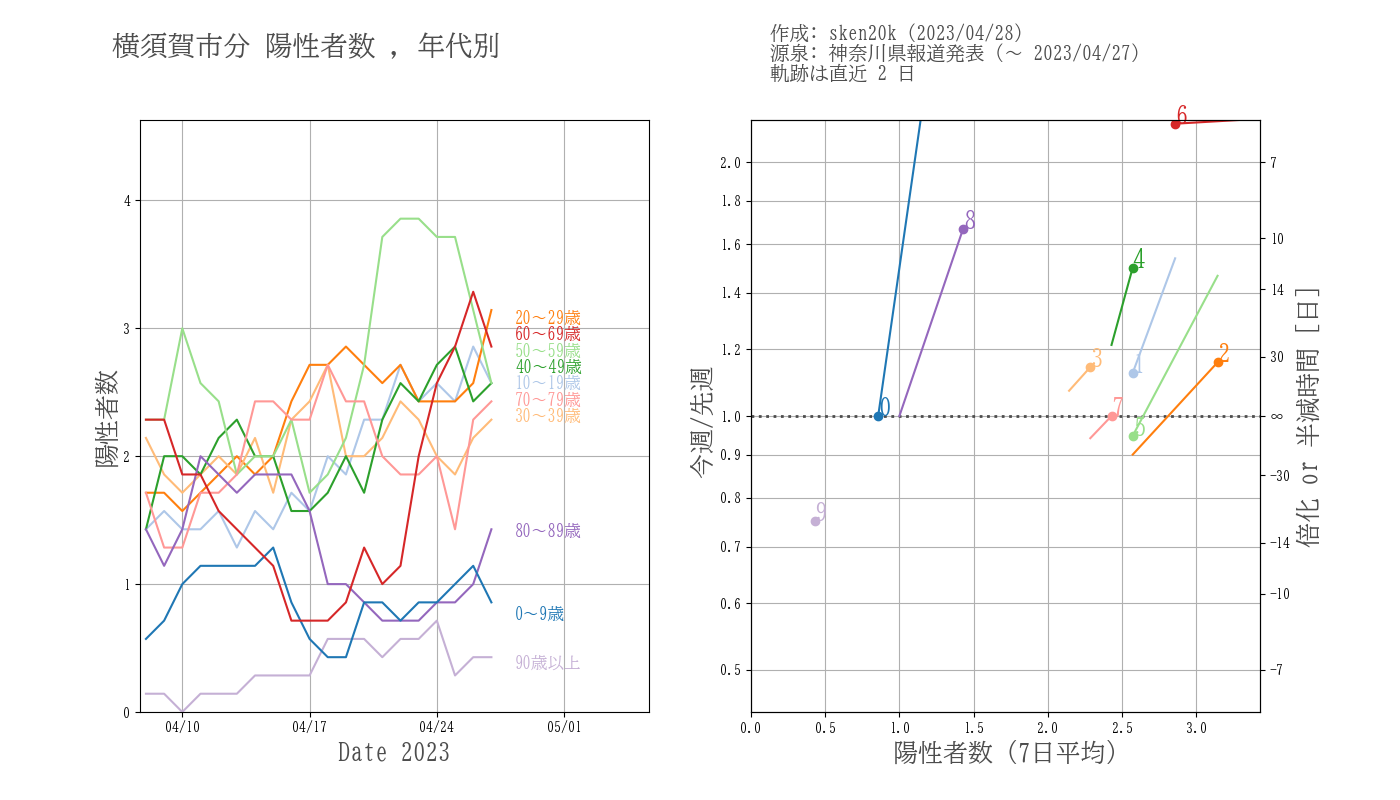 横須賀市分 陽性者数 , 年代別
作成: sken20k (2023/04/28)
源泉: 神奈川県報道発表 (〜 2023/04/27)
軌跡は直近 2 日
陽性者数
4
3
2
1
0
04/10
04/17
04/24
05/01
Date 2023
20〜29歳
60〜69歳
50〜59歳
40〜49歳
10〜19歳
70〜79歳
30〜39歳
80〜89歳
0〜9歳
90歳以上
今週/先週
2.0
1.8
1.6
1.4
1.2
1.0
0.9
0.8
0.7
0.6
0.5
0.0
0.5
1.0
1.5
2.0
2.5
3.0
陽性者数 (7日平均)
6
8
4
3
1
2
0
7
5
9
7
10
14
30
∞
-30
-14
-10
-7
倍化 or 半減時間 [日]